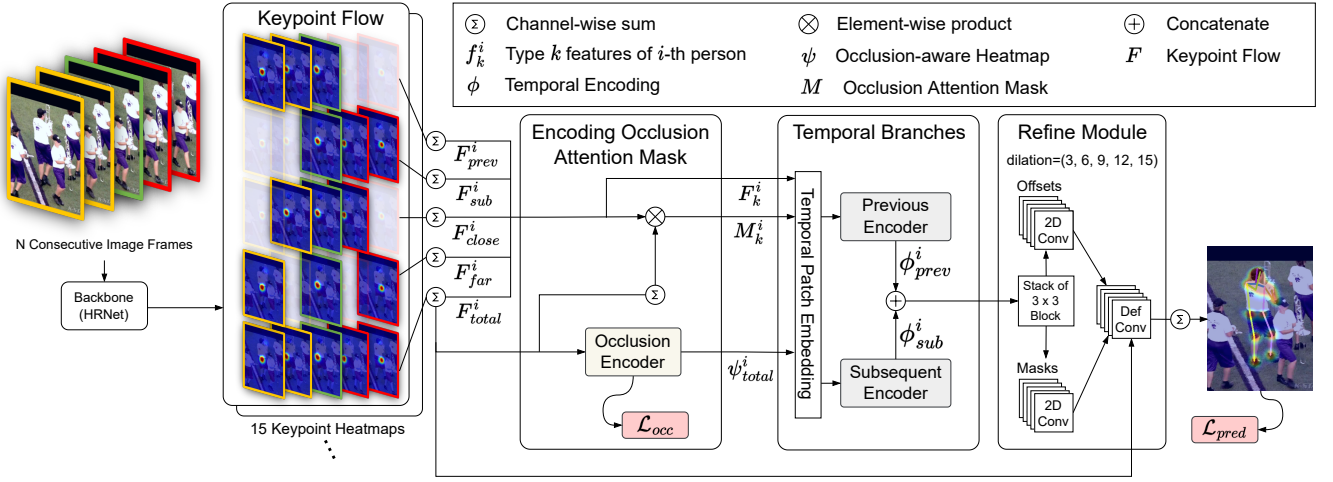 Keypoint Flow
Σ Channel-wise sum
⊗ Element-wise product
⊕ Concatenate
f_k^i Type k features of i-th person
ψ Occlusion-aware Heatmap
F Keypoint Flow
ϕ Temporal Encoding
M Occlusion Attention Mask
N Consecutive Image Frames
Backbone
(HRNet)
15 Keypoint Heatmaps
Σ
F_prev^i
Σ
F_sub^i
Σ
F_close^i
Σ
F_far^i
Σ
F_total^i
Encoding Occlusion
Attention Mask
⊗
Σ
Occlusion
Encoder
L_occ
F_k^i
M_k^i
ψ_total^i
Temporal Branches
Temporal Patch Embedding
Previous
Encoder
ϕ_prev^i
⊕
ϕ_sub^i
Subsequent
Encoder
Refine Module
dilation=(3, 6, 9, 12, 15)
Offsets
2D
Conv
Stack of
3 x 3
Block
Masks
2D
Conv
Def
Conv
Σ
L_pred